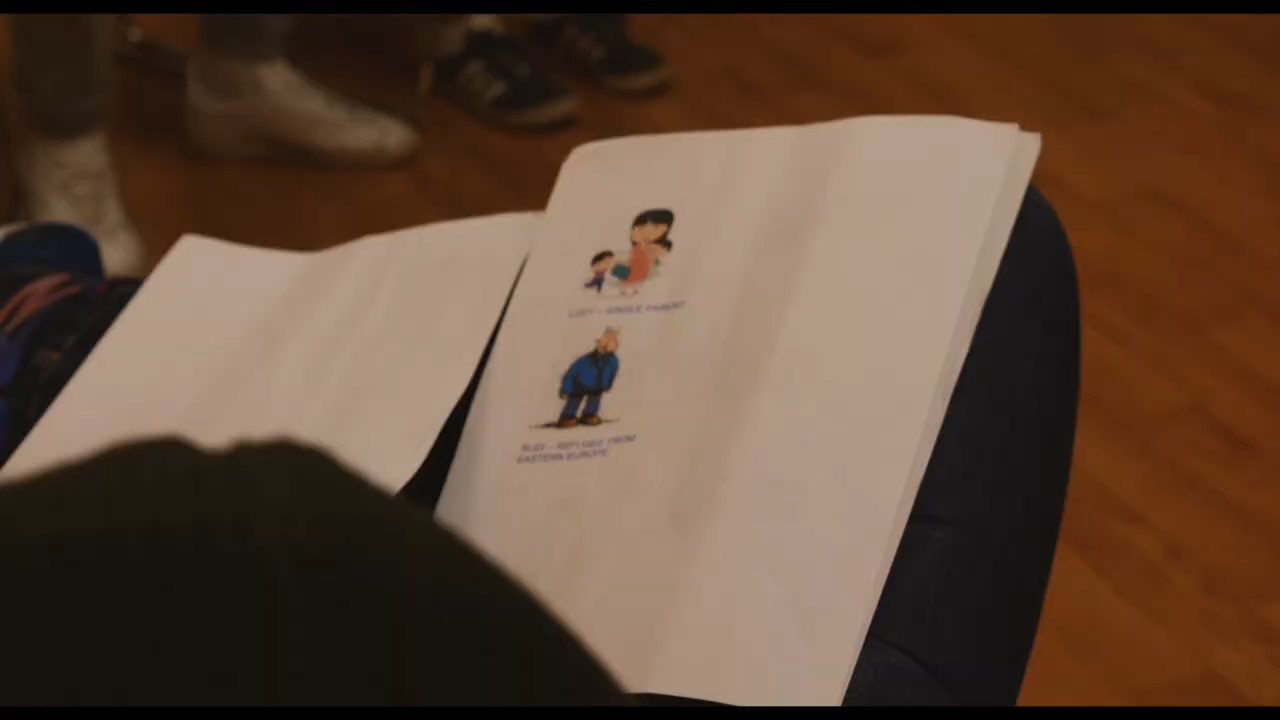 LUCY – SINGLE PARENT
– REFUGEE FROM
EASTERN EUROPE